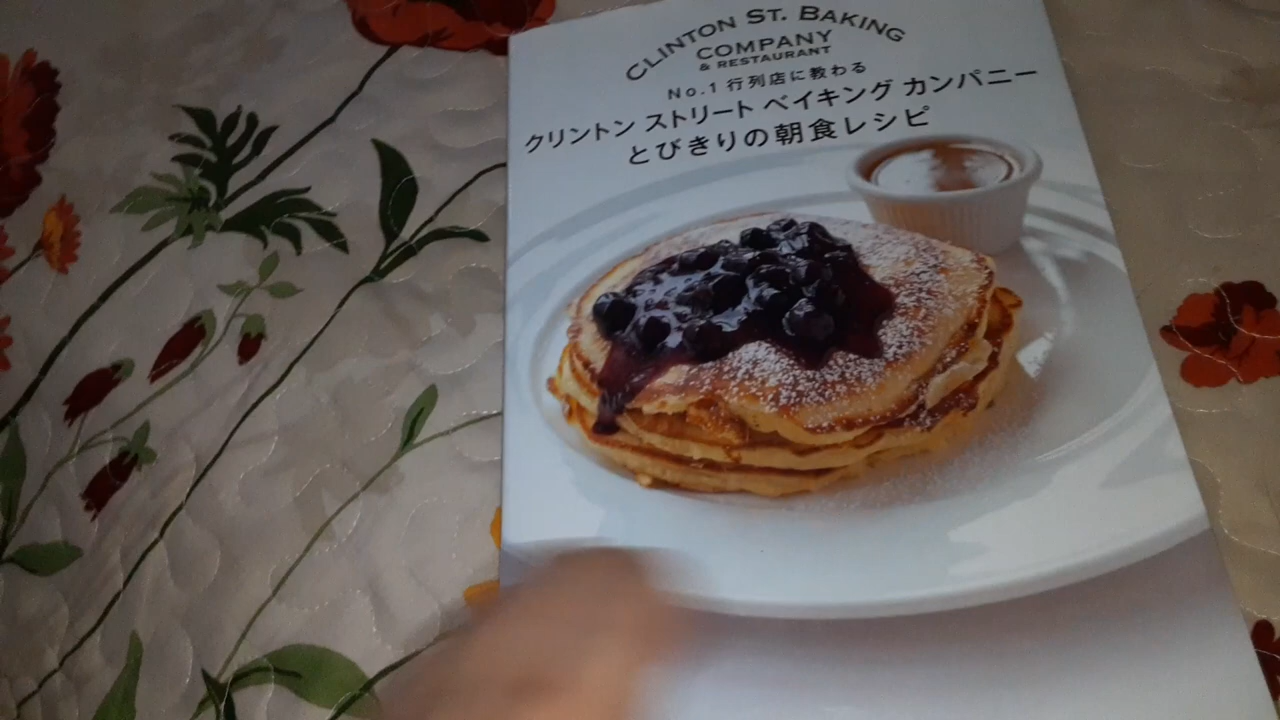 CLINTON ST. BAKING
COMPANY
& RESTAURANT
No.1 行列店に教わる
クリントン ストリート ベイキング カンパニー
とびきりの朝食レシピ